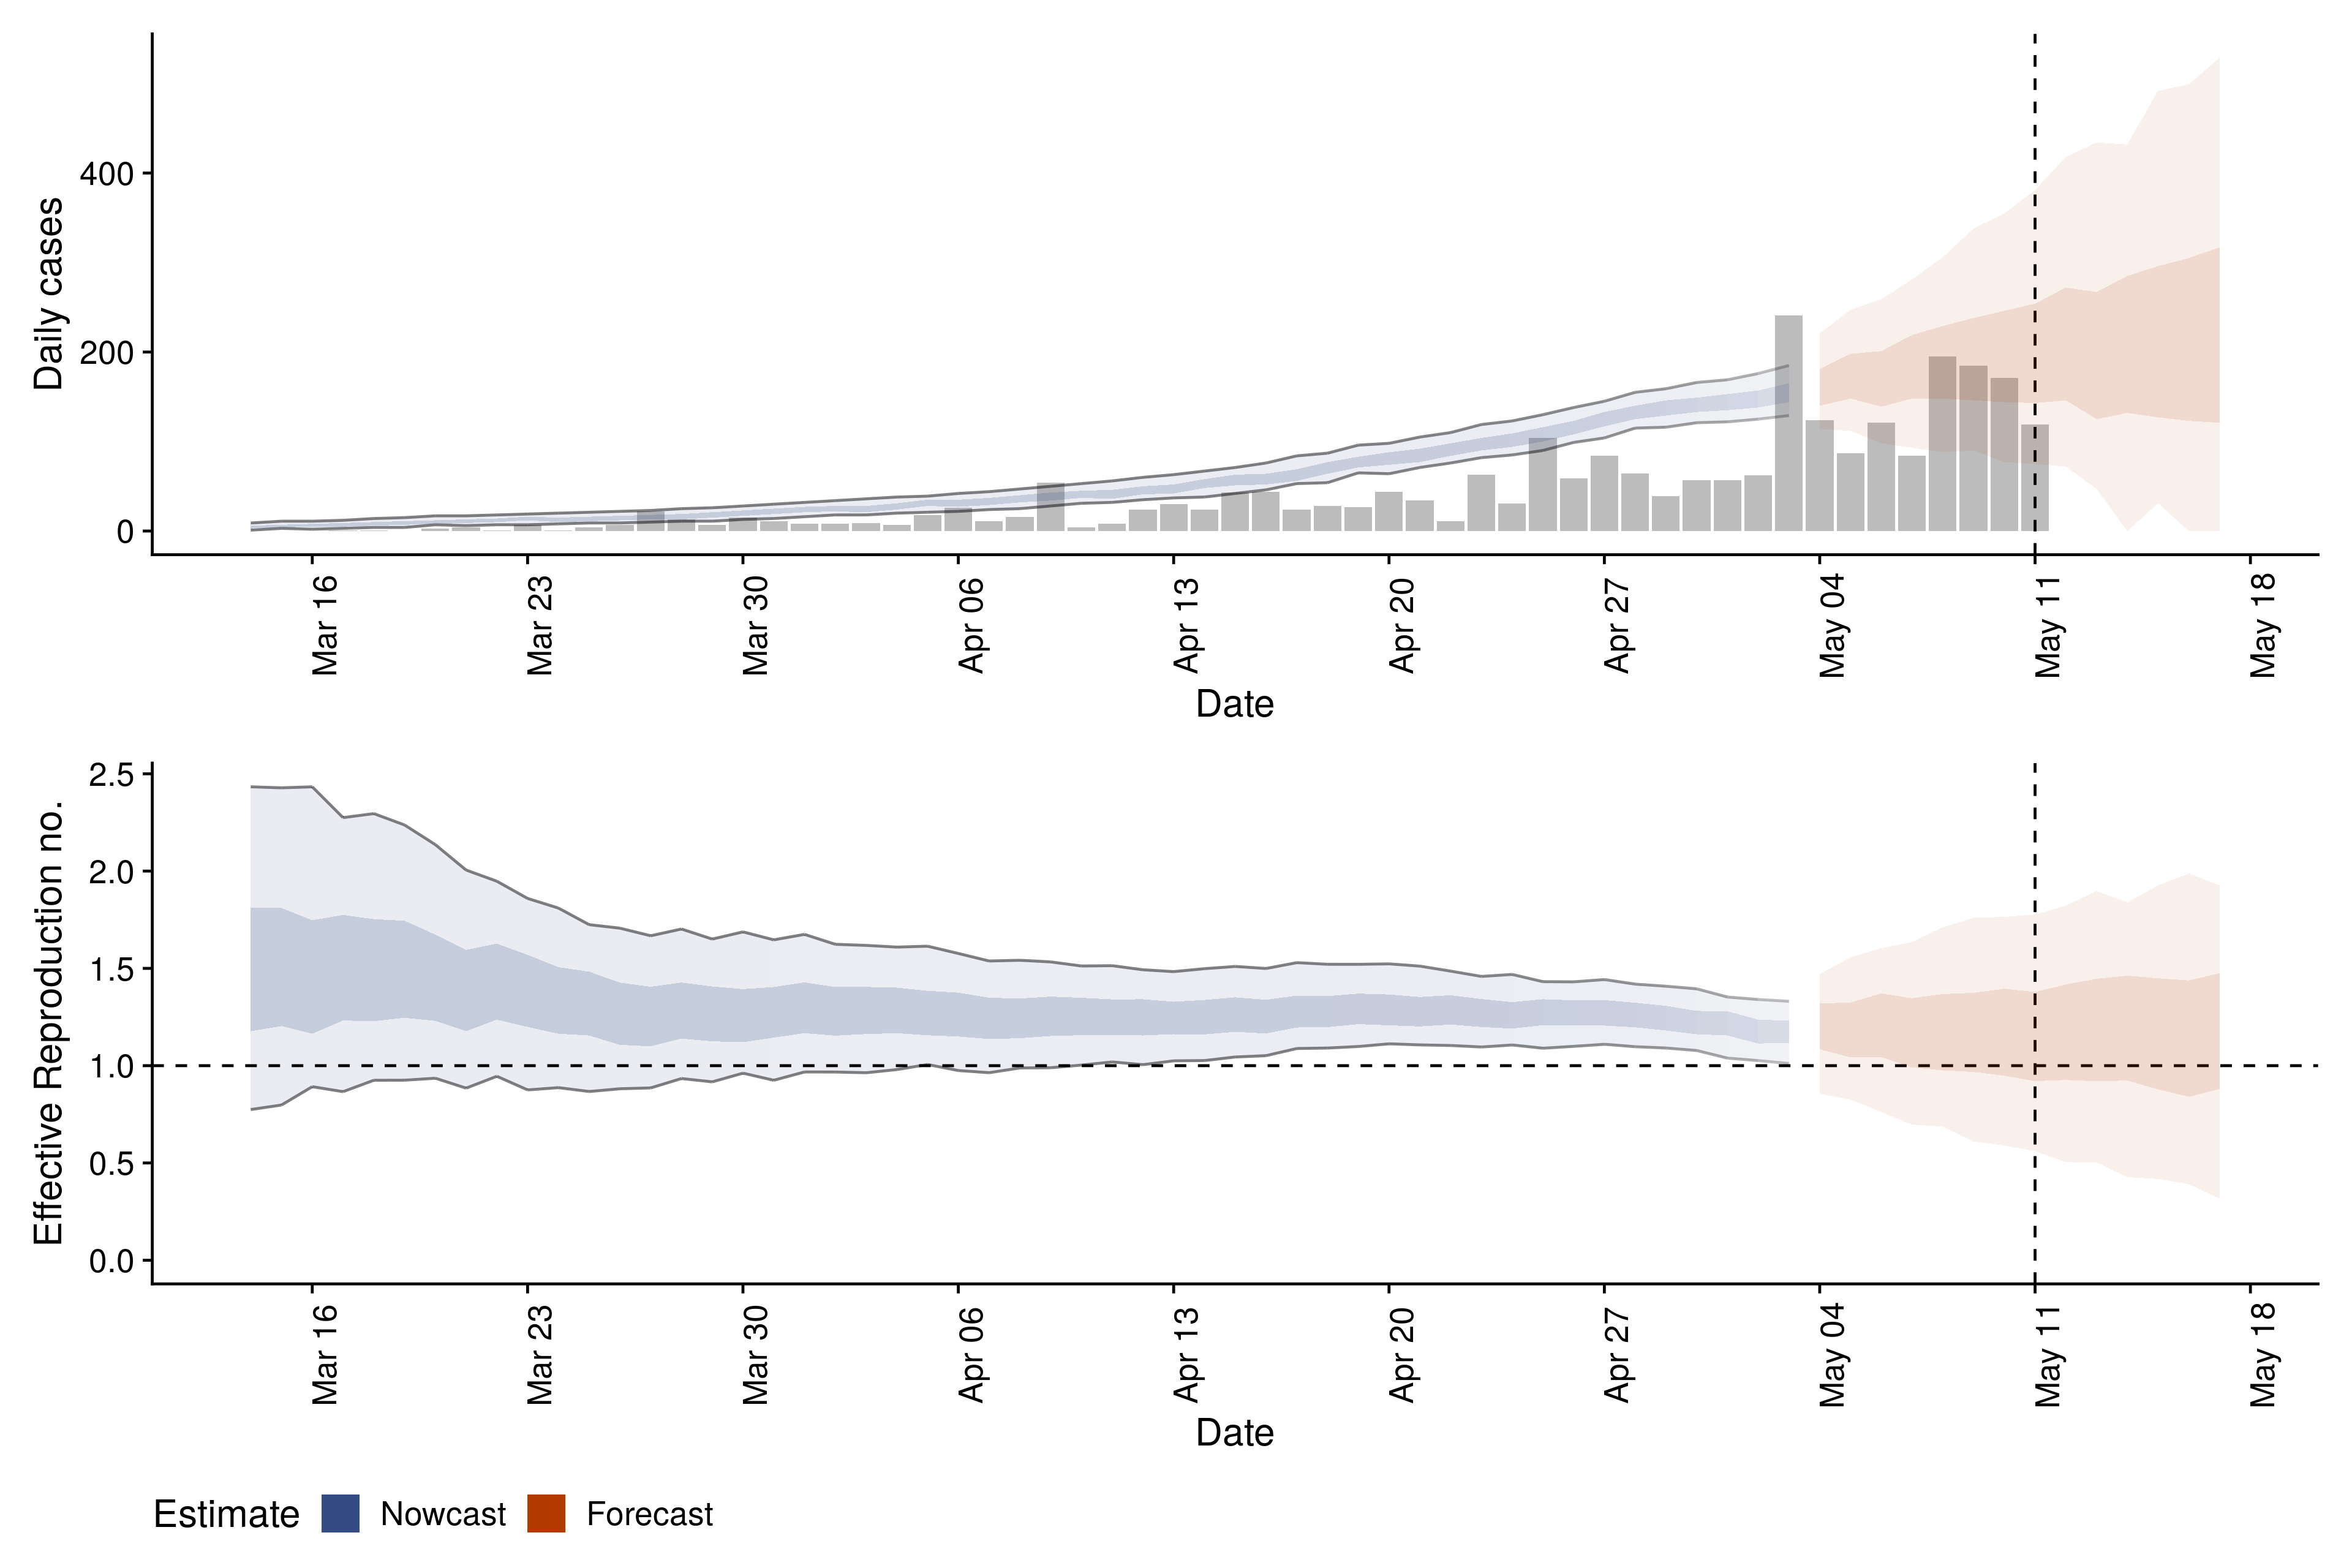 Daily cases
400
200
0
Mar 16
Mar 23
Mar 30
Apr 06
Apr 13
Apr 20
Apr 27
May 04
May 11
May 18
Date
Effective Reproduction no.
2.5
2.0
1.5
1.0
0.5
0.0
Mar 16
Mar 23
Mar 30
Apr 06
Apr 13
Apr 20
Apr 27
May 04
May 11
May 18
Date
Estimate Nowcast Forecast